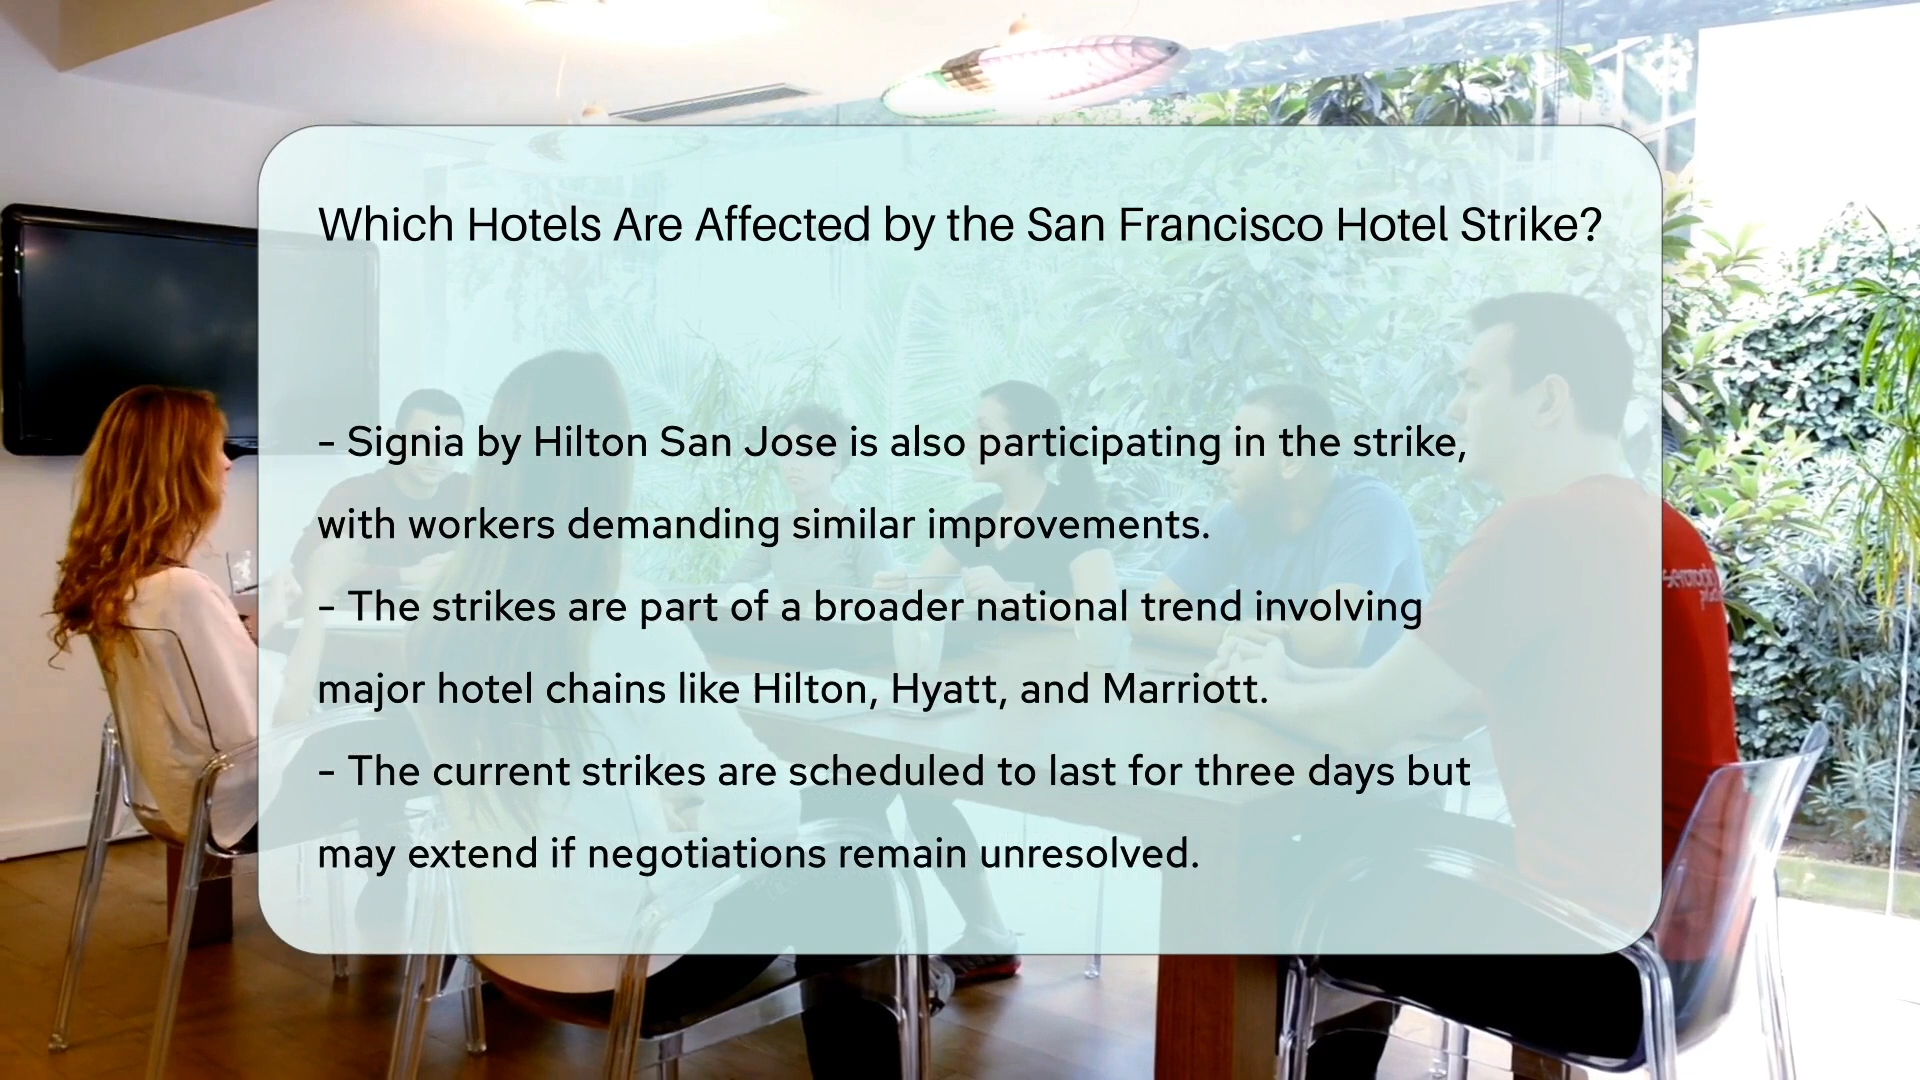 Which Hotels Are Affected by the San Francisco Hotel Strike?
- Signia by Hilton San Jose is also participating in the strike,
with workers demanding similar improvements.
- The strikes are part of a broader national trend involving
major hotel chains like Hilton, Hyatt, and Marriott.
- The current strikes are scheduled to last for three days but
may extend if negotiations remain unresolved.